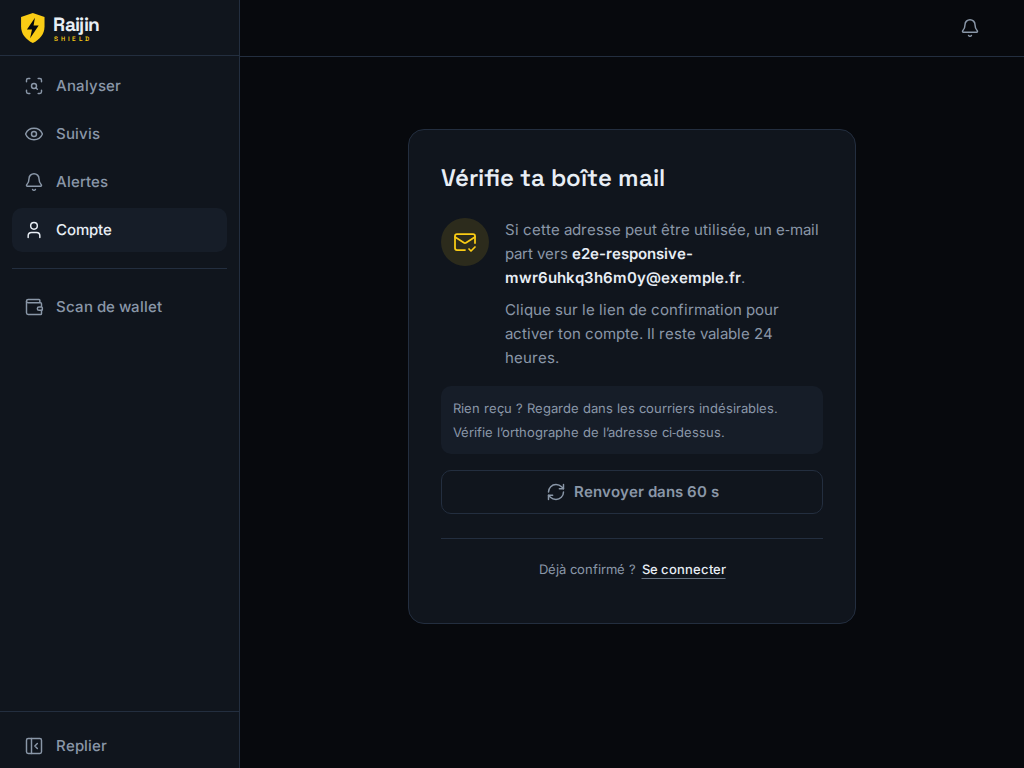 Raijin
SHIELD
Analyser
Suivis
Alertes
Compte
Scan de wallet
Replier
Vérifie ta boîte mail
Si cette adresse peut être utilisée, un e-mail
part vers e2e-responsive-
mwr6uhkq3h6m0y@exemple.fr.
Clique sur le lien de confirmation pour
activer ton compte. Il reste valable 24
heures.
Rien reçu ? Regarde dans les courriers indésirables.
Vérifie l’orthographe de l’adresse ci-dessus.
Renvoyer dans 60 s
Déjà confirmé ? Se connecter